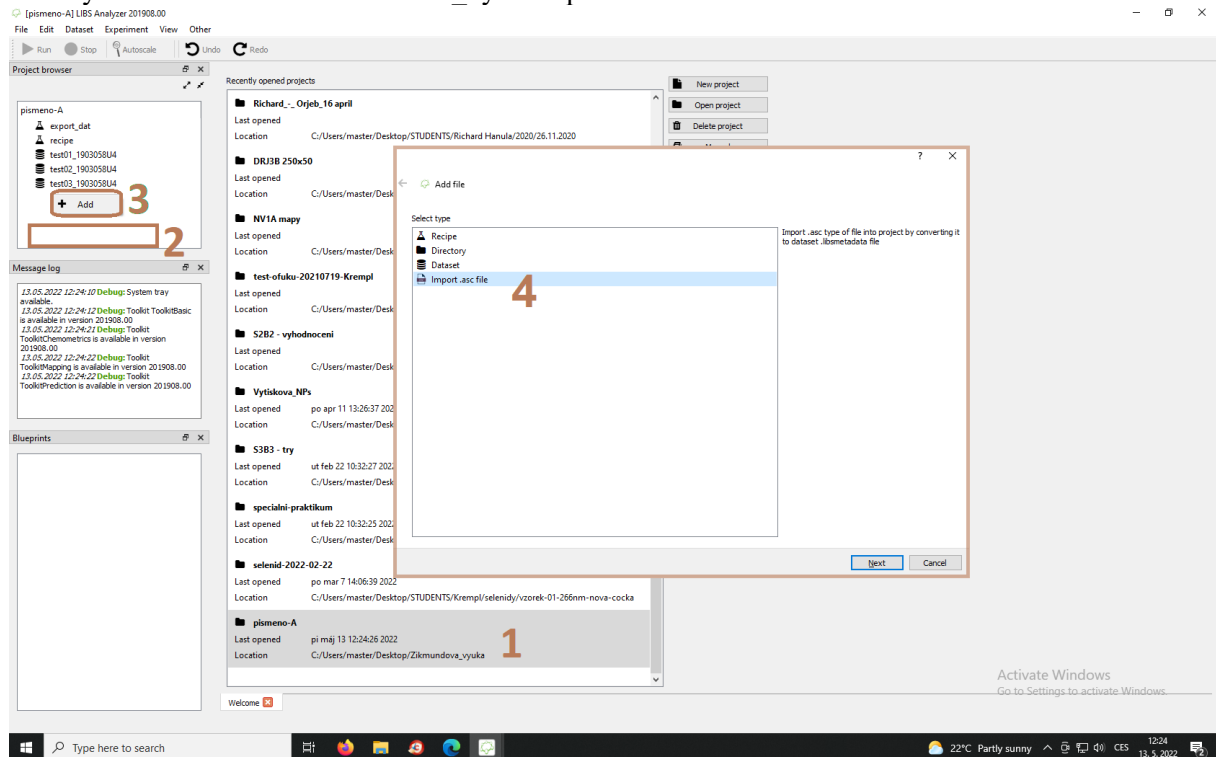 [pismeno-A] LIBS Analyzer 201908.00
File Edit Dataset Experiment View Other
Run Stop Autoscale Undo Redo
Project browser
pismeno-A
export_dat
recipe
test01_1903058U4
test02_1903058U4
test03_1903058U4
+ Add
3
2
Message log
13.05.2022 12:24:10 Debug: System tray
available.
13.05.2022 12:24:12 Debug: Toolkit ToolkitBasic
is available in version 201908.00
13.05.2022 12:24:21 Debug: Toolkit
ToolkitChemometrics is available in version
201908.00
13.05.2022 12:24:22 Debug: Toolkit
ToolkitMapping is available in version 201908.00
13.05.2022 12:24:22 Debug: Toolkit
ToolkitPrediction is available in version 201908.00
Blueprints
Recently opened projects
Richard_-_ Orjeb_16 april
Last opened
Location C:/Users/master/Desktop/STUDENTS/Richard Hanula/2020/26.11.2020
DRJ3B 250x50
Last opened
Location C:/Users/master/Desk
NV1A mapy
Last opened
Location C:/Users/master/Desk
test-ofuku-20210719-Krempl
Last opened
Location C:/Users/master/Desk
S2B2 - vyhodnoceni
Last opened
Location C:/Users/master/Desk
Vytiskova_NPs
Last opened po apr 11 13:26:37 202
Location C:/Users/master/Desk
S3B3 - try
Last opened ut feb 22 10:32:27 202
Location C:/Users/master/Desk
specialni-praktikum
Last opened ut feb 22 10:32:25 202
Location C:/Users/master/Desk
selenid-2022-02-22
Last opened po mar 7 14:06:39 2022
Location C:/Users/master/Desktop/STUDENTS/Krempl/selenidy/vzorek-01-266nm-nova-cocka
pismeno-A
Last opened pi máj 13 12:24:26 2022
Location C:/Users/master/Desktop/Zikmundova_vyuka
1
Welcome
New project
Open project
Delete project
Add file
Select type
Recipe
Directory
Dataset
Import .asc file
4
Import .asc type of file into project by converting it
to dataset .libsmetadata file
Next Cancel
Activate Windows
Go to Settings to activate Windows.
Type here to search
22°C Partly sunny
CES
12:24
13. 5. 2022
2